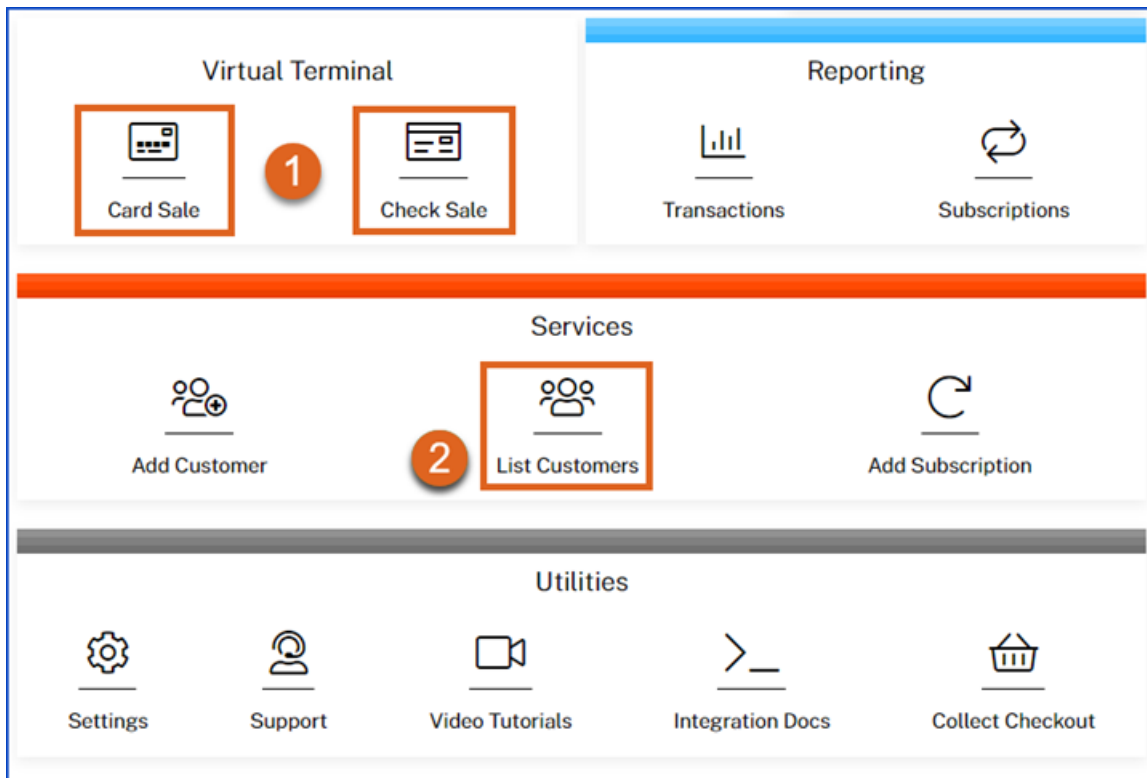 Virtual Terminal
Reporting
1
Card Sale
Check Sale
Transactions
Subscriptions
Services
2
Add Customer
List Customers
Add Subscription
Utilities
Settings
Support
Video Tutorials
Integration Docs
Collect Checkout